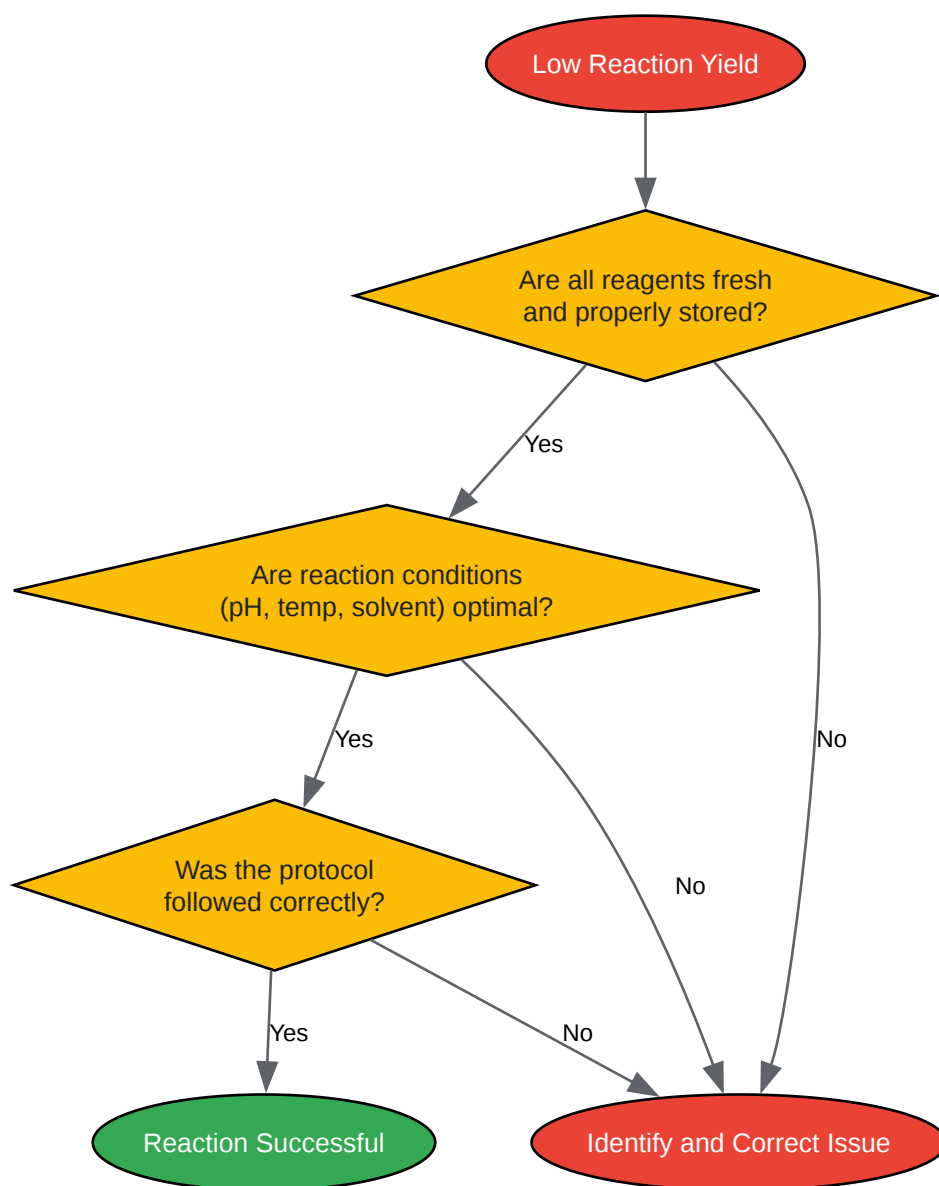 Low Reaction Yield
Are all reagents fresh
and properly stored?
Yes
Are reaction conditions
(pH, temp, solvent) optimal?
Yes
No
Was the protocol
followed correctly?
No
Yes
No
Reaction Successful
Identify and Correct Issue